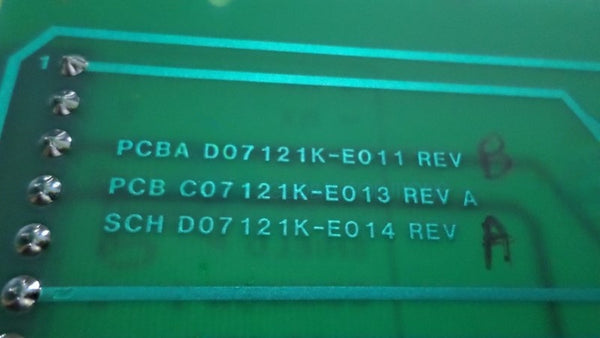 1
PCBA D07121K-E011 REV B
PCB C07121K-E013 REV A
SCH D07121K-E014 REV A